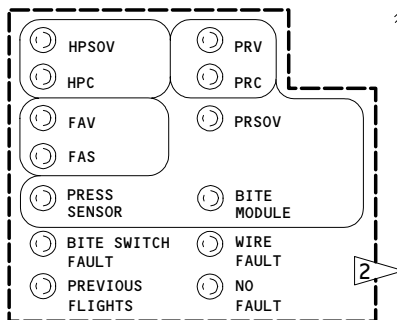 HPSOV PRV
HPC PRC
FAV PRSOV
FAS
PRESS SENSOR BITE MODULE
BITE SWITCH FAULT WIRE FAULT
PREVIOUS FLIGHTS NO FAULT
2